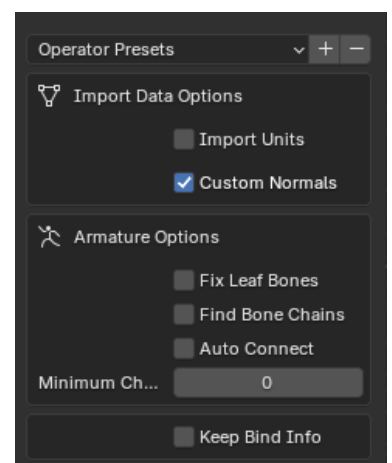 Operator Presets
Import Data Options
Import Units
Custom Normals
Armature Options
Fix Leaf Bones
Find Bone Chains
Auto Connect
Minimum Ch... 0
Keep Bind Info